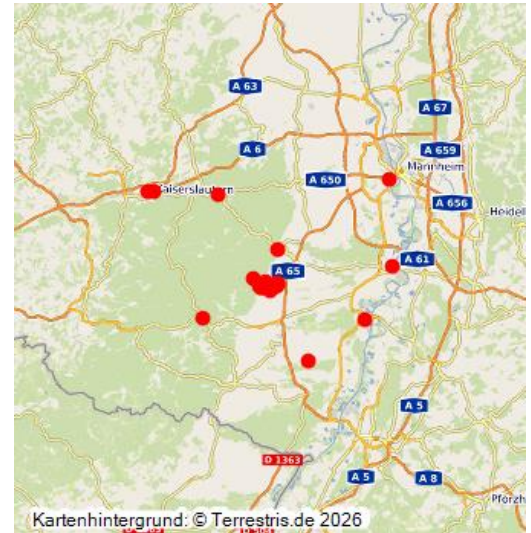 A 63
A 67
A 6
A 659
A 650
Mannheim
Kaiserslautern
A 656
Heidel
A 61
A 65
A 5
D 1363
A 5
A 8
Pforzh
Kartenhintergrund: © Terrestris.de 2026